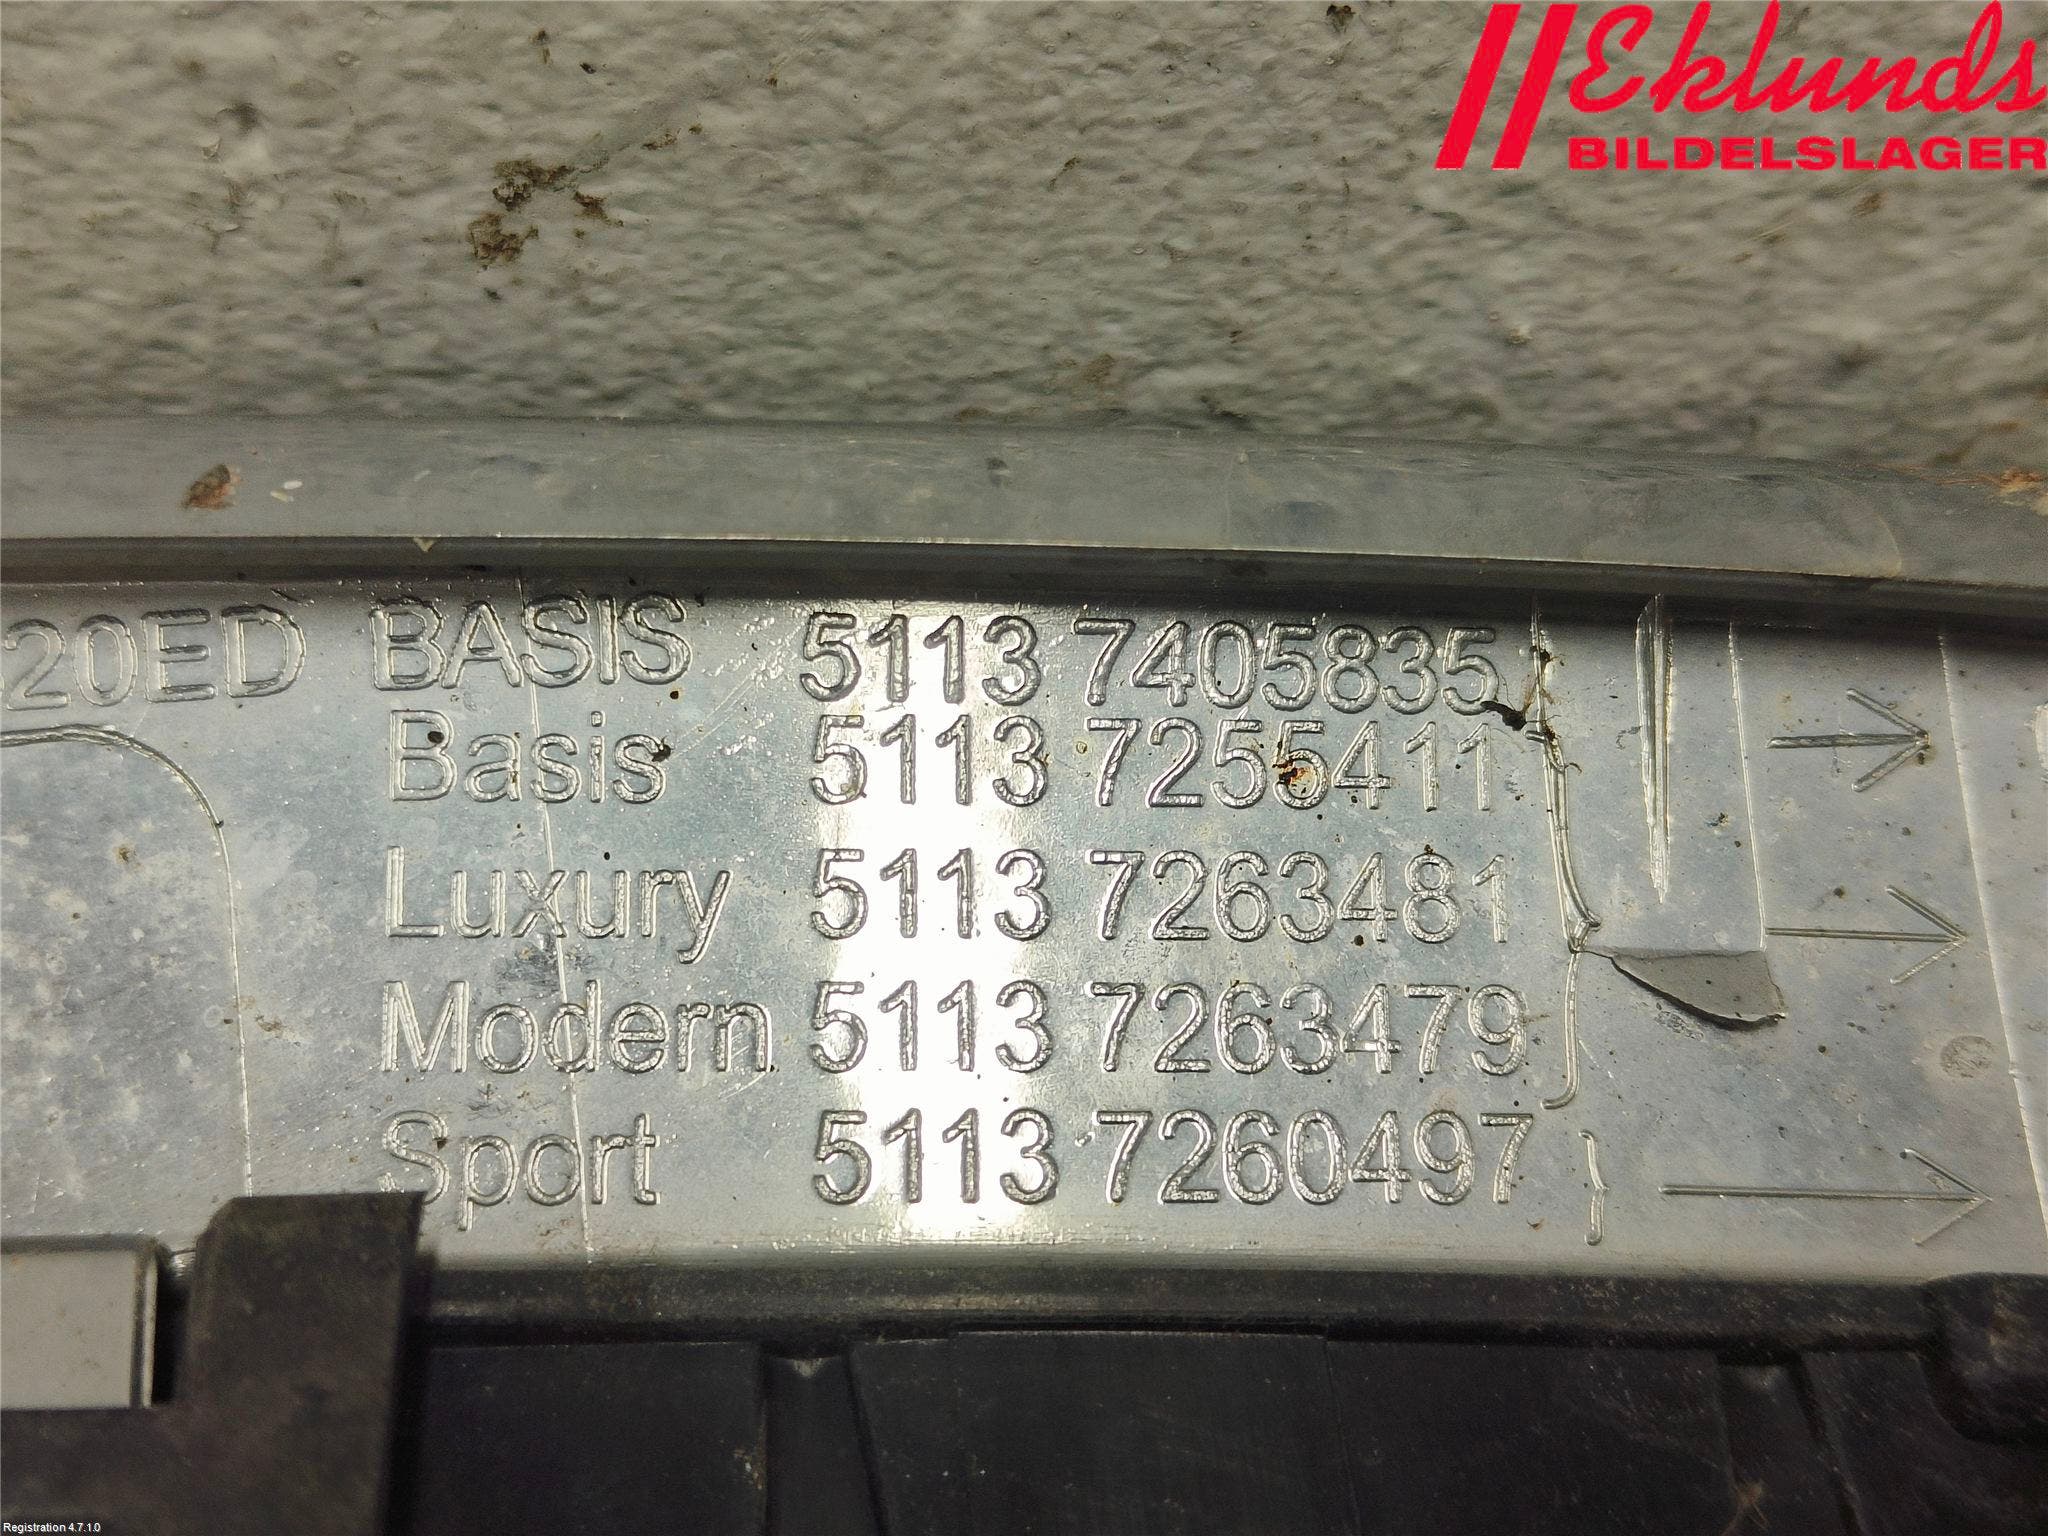 Eklunds
BILDELSLAGER
20ED BASIS 5113 7405835
Basis 5113 7255411
Luxury 5113 7263481
Modern 5113 7263479
Sport 5113 7260497
Registration 4.7.1.0